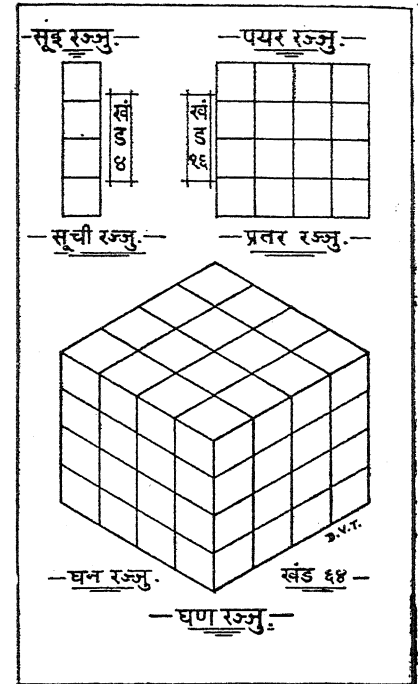 सूइ रज्जु.
पयर रज्जु.
खंड ४
खंड १६
सूची रज्जु.
प्रतर रज्जु.
D.V.T.
घन रज्जु.
खंड ६४
घण रज्जु.